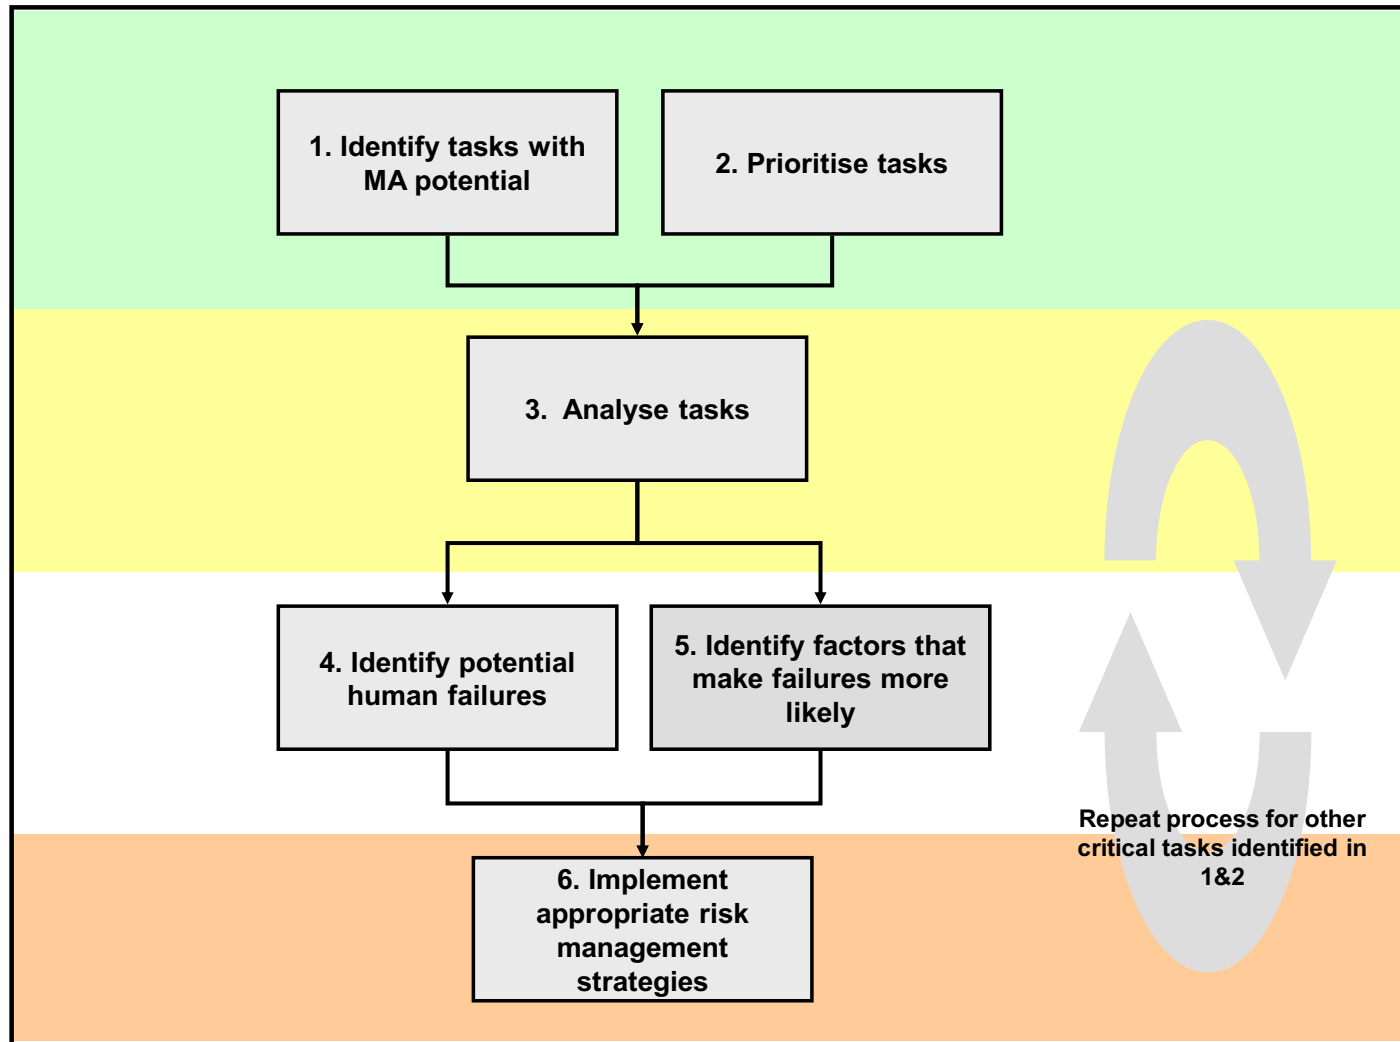 1. Identify tasks with
MA potential
2. Prioritise tasks
3. Analyse tasks
4. Identify potential
human failures
5. Identify factors that
make failures more
likely
Repeat process for other
critical tasks identified in
1&2
6. Implement
appropriate risk
management
strategies